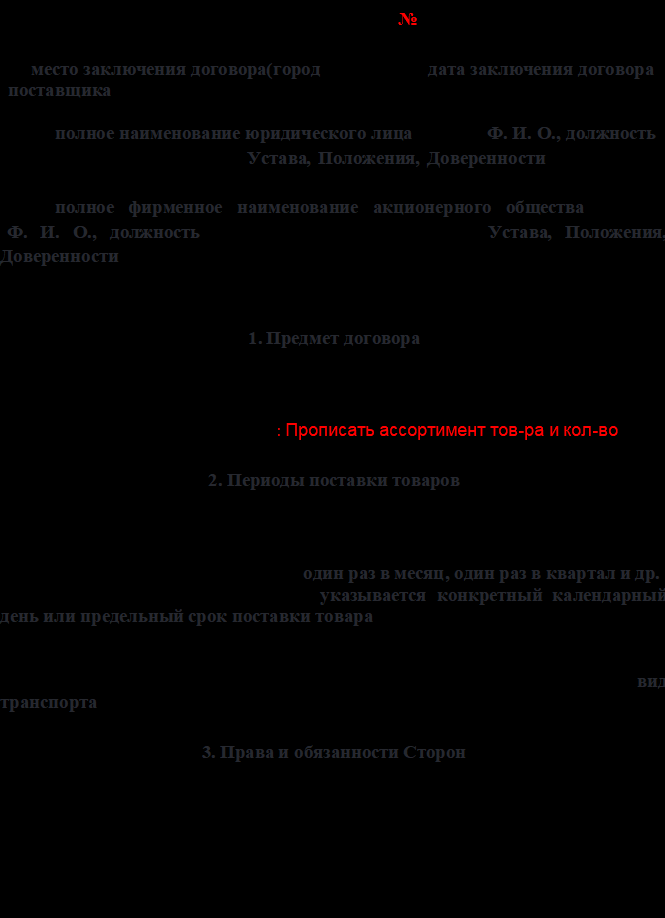 №
место заключения договора(город дата заключения договора
поставщика
полное наименование юридического лица Ф. И. О., должность
Устава, Положения, Доверенности
полное фирменное наименование акционерного общества
Ф. И. О., должность Устава, Положения,
Доверенности
1. Предмет договора
: Прописать ассортимент тов-ра и кол-во
2. Периоды поставки товаров
один раз в месяц, один раз в квартал и др.
указывается конкретный календарный
день или предельный срок поставки товара
вид
транспорта
3. Права и обязанности Сторон